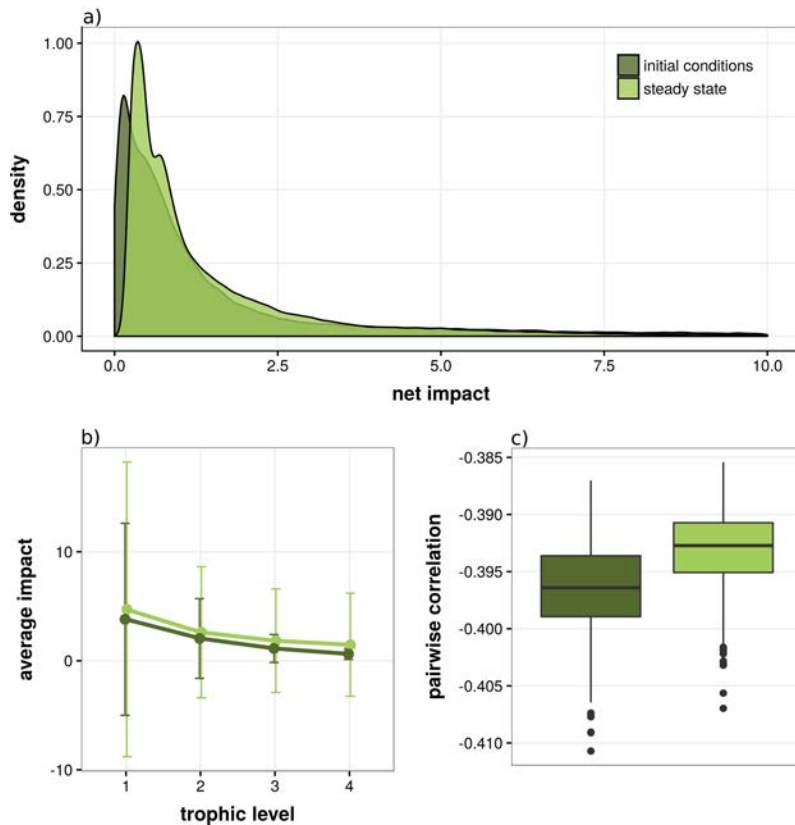 a)
1.00
0.75
0.50
0.25
0.00
density
initial conditions
steady state
0.0 2.5 5.0 7.5 10.0
net impact
b)
10
0
-10
average impact
1 2 3 4
trophic level
c)
-0.385
-0.390
-0.395
-0.400
-0.405
-0.410
pairwise correlation